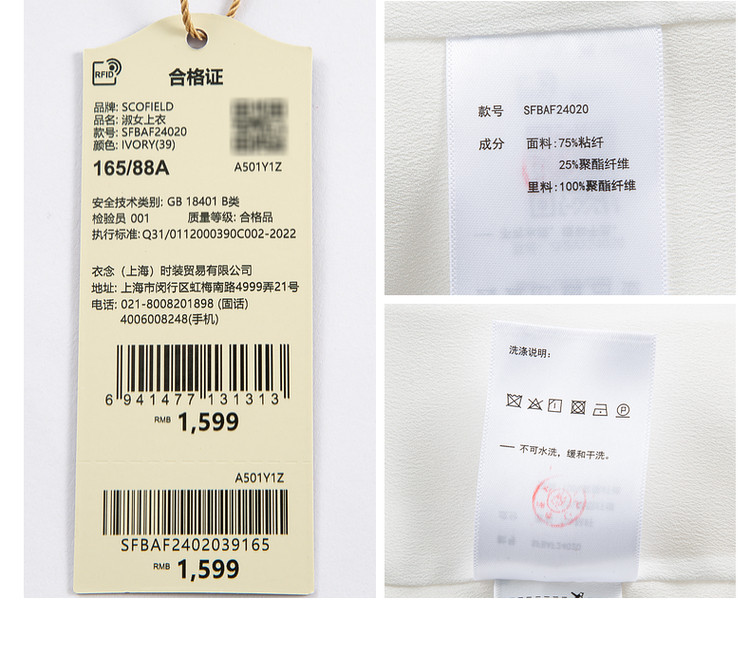 RFID
合格证
品牌: SCOFIELD
品名: 淑女上衣
款号: SFBAF24020
颜色: IVORY(39)
165/88A
A501Y1Z
安全技术类别: GB 18401 B类
检验员 001 质量等级: 合格品
执行标准: Q31/0112000390C002-2022
衣念（上海）时装贸易有限公司
地址: 上海市闵行区虹梅南路4999弄21号
电话: 021-8008201898 (面话)
4006008248(手机)
6 941477 131313
RMB 1,599
A501Y1Z
SFBAF2402039165
RMB 1,599
款号 SFBAF24020
成分 面料:75%粘纤
25%聚酯纤维
里料:100%聚酯纤维
洗涤说明:
P
一 不可水洗，缓和干洗。